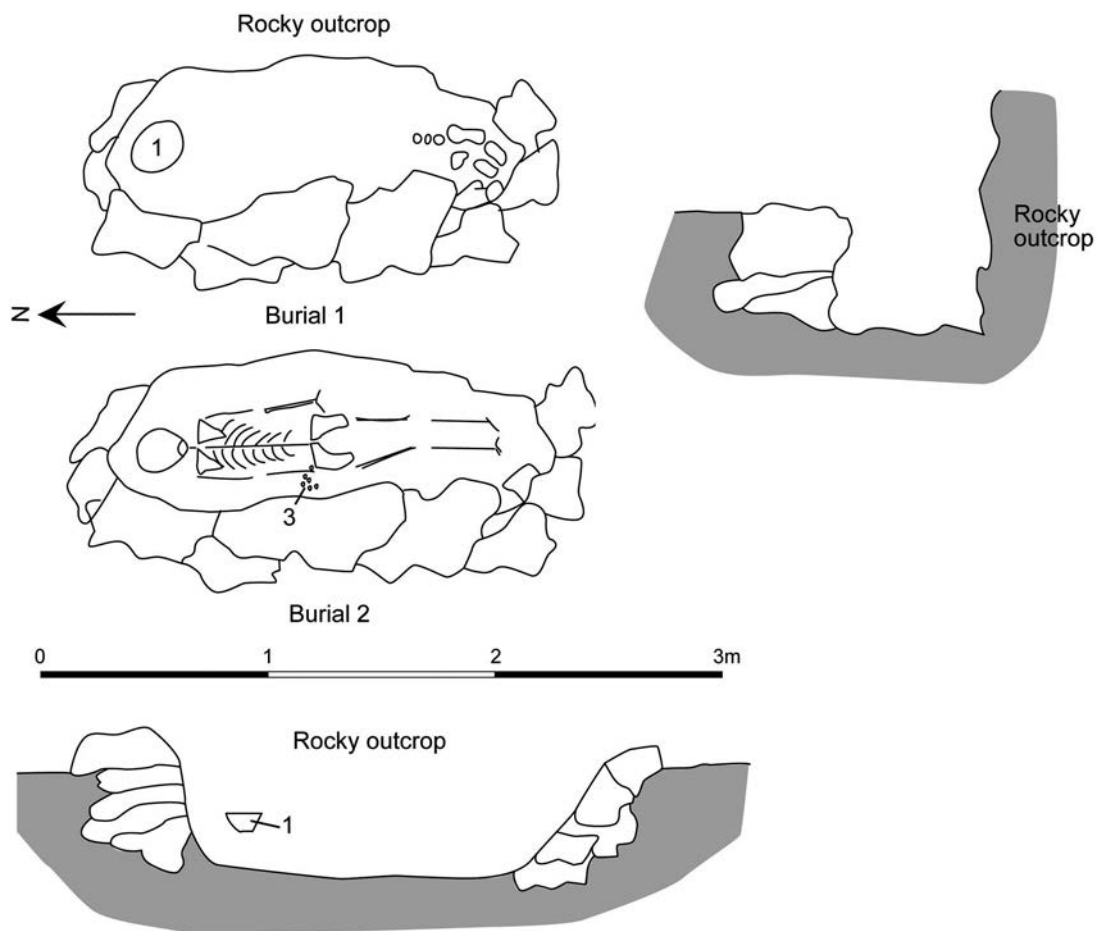 Rocky outcrop
1
Rocky
outcrop
N
Burial 1
3
Burial 2
0 1 2 3m
Rocky outcrop
1